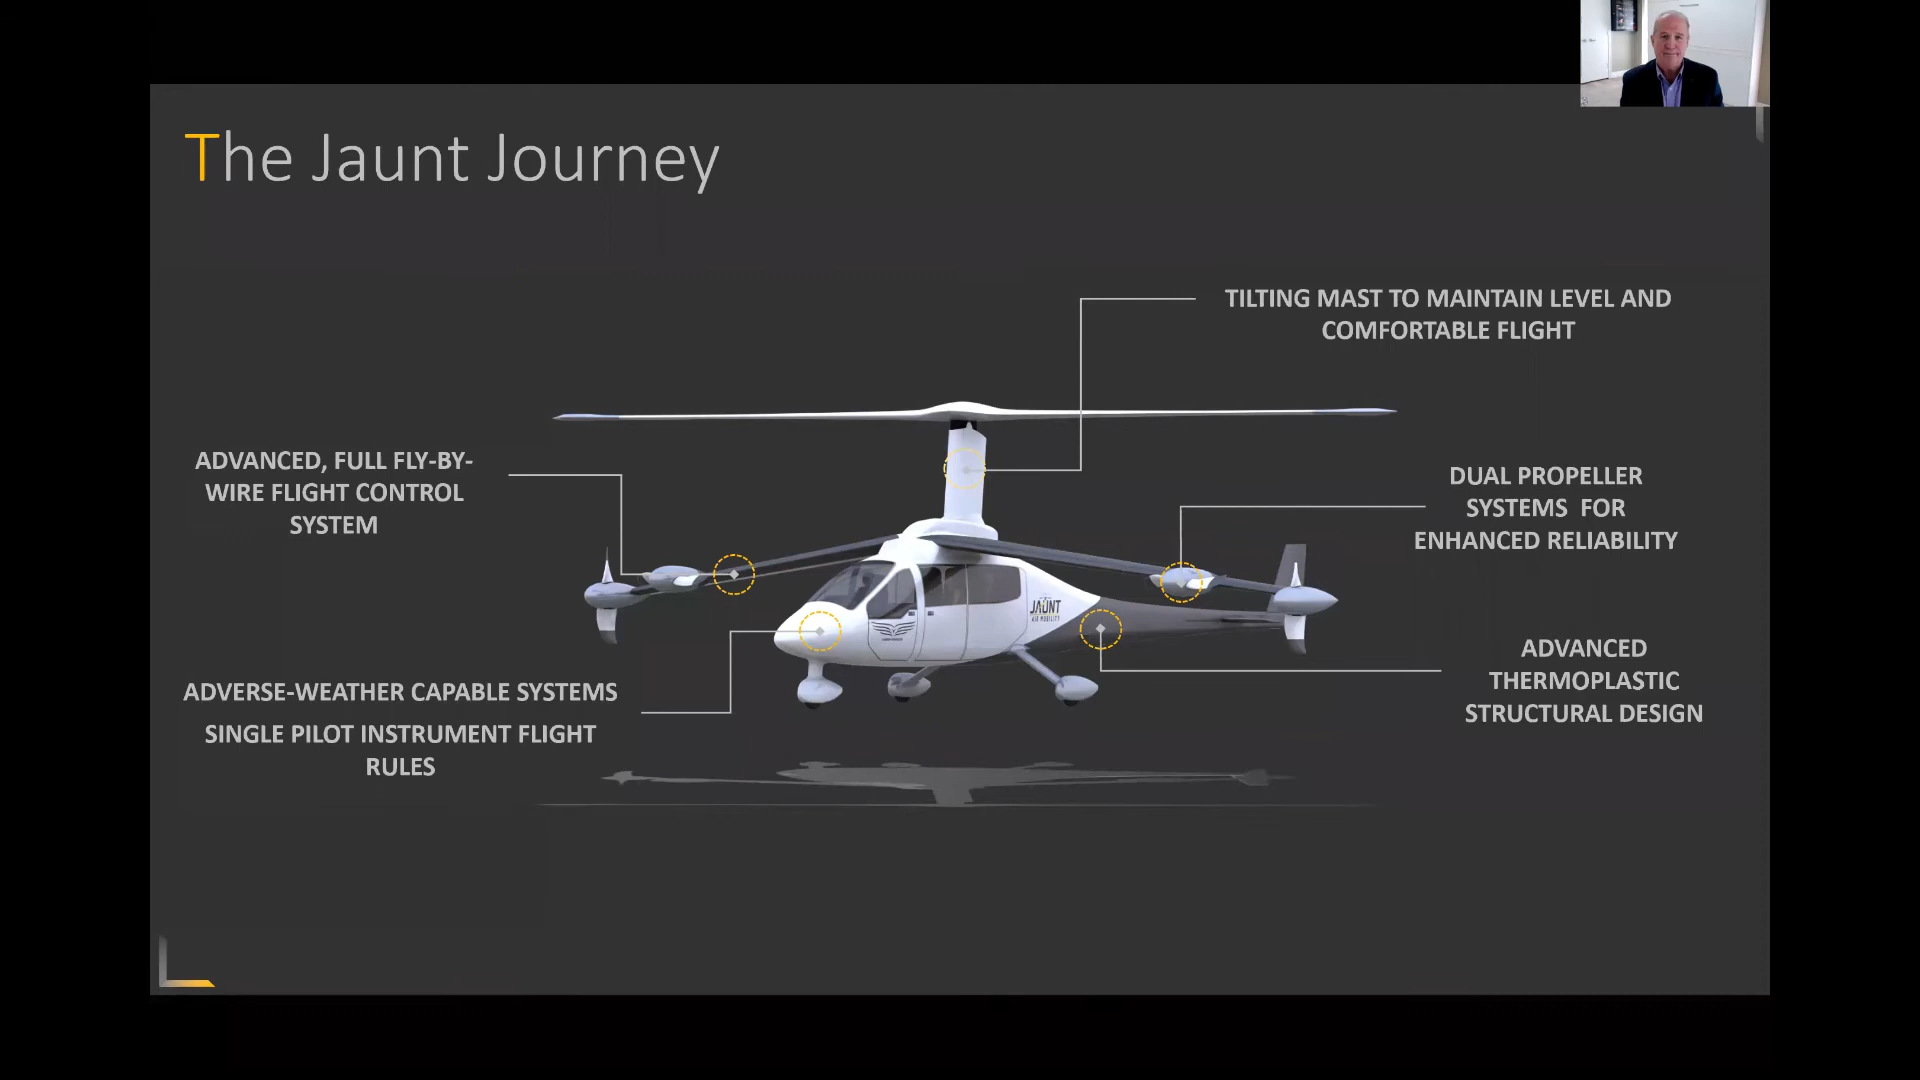 The Jaunt Journey
TILTING MAST TO MAINTAIN LEVEL AND
COMFORTABLE FLIGHT
ADVANCED, FULL FLY-BY-
WIRE FLIGHT CONTROL
SYSTEM
DUAL PROPELLER
SYSTEMS FOR
ENHANCED RELIABILITY
JAUNT
AIR MOBILITY
ADVERSE-WEATHER CAPABLE SYSTEMS
SINGLE PILOT INSTRUMENT FLIGHT
RULES
ADVANCED
THERMOPLASTIC
STRUCTURAL DESIGN